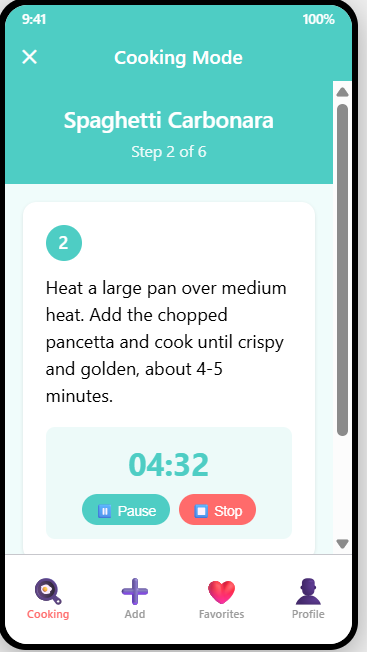 9:41 100%
✕ Cooking Mode
Spaghetti Carbonara
Step 2 of 6
2
Heat a large pan over medium
heat. Add the chopped
pancetta and cook until crispy
and golden, about 4-5
minutes.
04:32
⏸ Pause ⏹ Stop
Cooking Add Favorites Profile